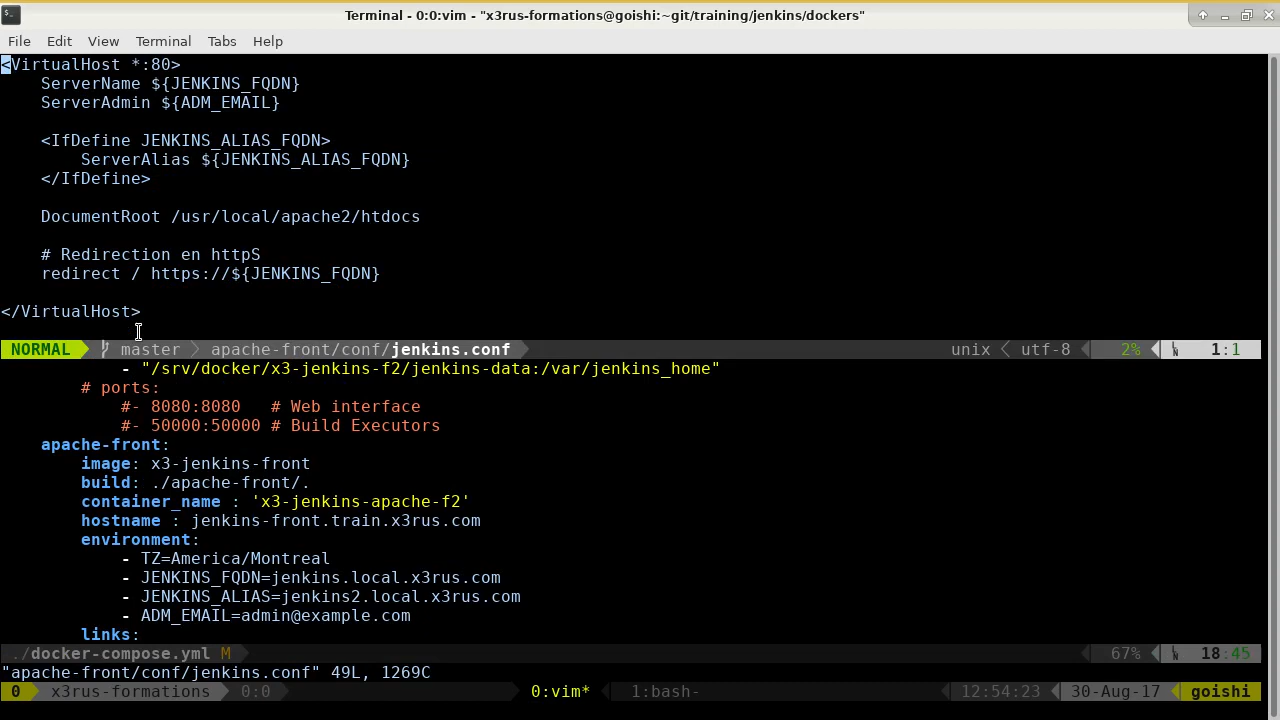 Terminal - 0:0:vim - "x3rus-formations@goishi:~git/training/jenkins/dockers"
File Edit View Terminal Tabs Help
<VirtualHost *:80>
    ServerName ${JENKINS_FQDN}
    ServerAdmin ${ADM_EMAIL}
    <IfDefine JENKINS_ALIAS_FQDN>
        ServerAlias ${JENKINS_ALIAS_FQDN}
    </IfDefine>
    DocumentRoot /usr/local/apache2/htdocs
    # Redirection en httpS
    redirect / https://${JENKINS_FQDN}
</VirtualHost>
NORMAL master apache-front/conf/jenkins.conf unix utf-8 2% 1:1
            - "/srv/docker/x3-jenkins-f2/jenkins-data:/var/jenkins_home"
        # ports:
            #- 8080:8080   # Web interface
            #- 50000:50000 # Build Executors
    apache-front:
        image: x3-jenkins-front
        build: ./apache-front/.
        container_name : 'x3-jenkins-apache-f2'
        hostname : jenkins-front.train.x3rus.com
        environment:
            - TZ=America/Montreal
            - JENKINS_FQDN=jenkins.local.x3rus.com
            - JENKINS_ALIAS=jenkins2.local.x3rus.com
            - ADM_EMAIL=admin@example.com
        links:
./docker-compose.yml M 67% 18:45
"apache-front/conf/jenkins.conf" 49L, 1269C
0 x3rus-formations 0:0 0:vim* 1:bash- 12:54:23 30-Aug-17 goishi